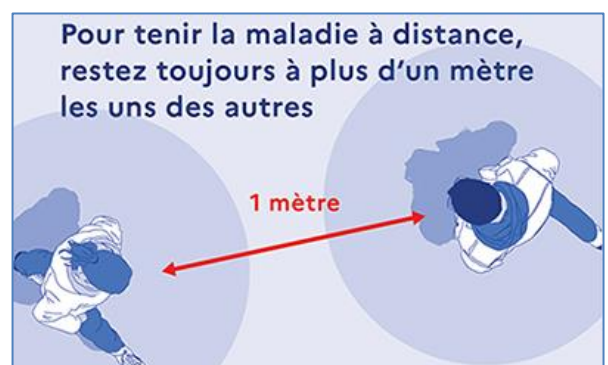 Pour tenir la maladie à distance,
restez toujours à plus d’un mètre
les uns des autres
1 mètre